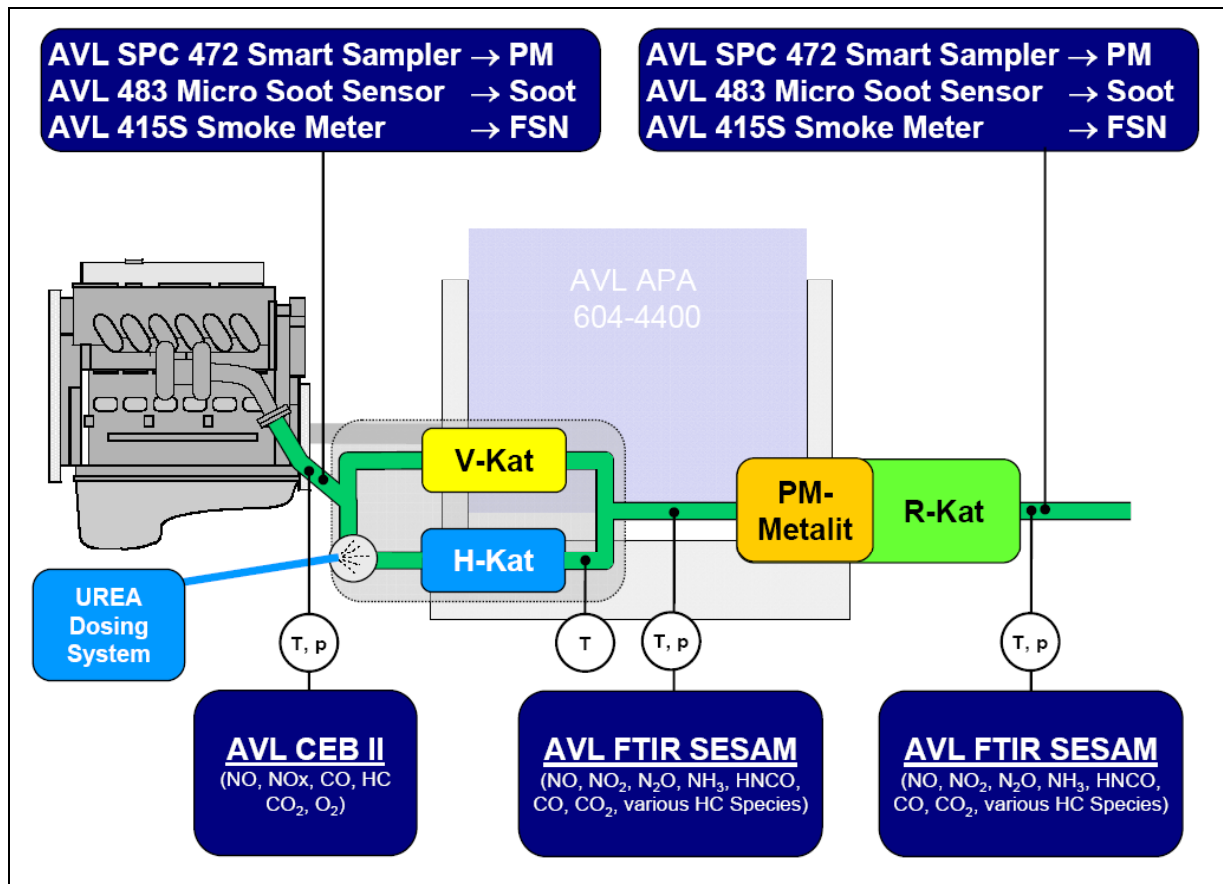 AVL SPC 472 Smart Sampler → PM
AVL 483 Micro Soot Sensor → Soot
AVL 415S Smoke Meter → FSN
AVL SPC 472 Smart Sampler → PM
AVL 483 Micro Soot Sensor → Soot
AVL 415S Smoke Meter → FSN
AVL APA
604-4400
V-Kat
H-Kat
PM-
Metalit
R-Kat
UREA
Dosing
System
T, p
T
T, p
T, p
AVL CEB II
(NO, NOx, CO, HC
CO₂, O₂)
AVL FTIR SESAM
(NO, NO₂, N₂O, NH₃, HNCO,
CO, CO₂, various HC Species)
AVL FTIR SESAM
(NO, NO₂, N₂O, NH₃, HNCO,
CO, CO₂, various HC Species)